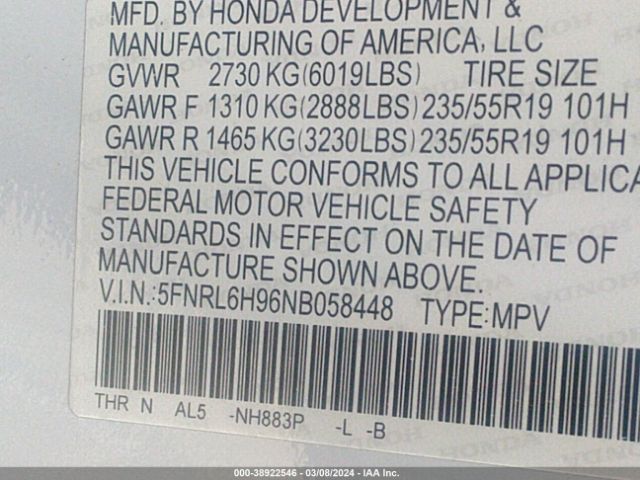 MFD. BY HONDA DEVELOPMENT &
MANUFACTURING OF AMERICA, LLC
GVWR 2730 KG(6019LBS) TIRE SIZE
GAWR F 1310 KG(2888LBS) 235/55R19 101H
GAWR R 1465 KG(3230LBS) 235/55R19 101H
THIS VEHICLE CONFORMS TO ALL APPLICA
FEDERAL MOTOR VEHICLE SAFETY
STANDARDS IN EFFECT ON THE DATE OF
MANUFACTURE SHOWN ABOVE.
V.I.N.:5FNRL6H96NB058448 TYPE:MPV
THR N AL5 -NH883P -L -B
000-38922546 - 03/08/2024 - IAA Inc.